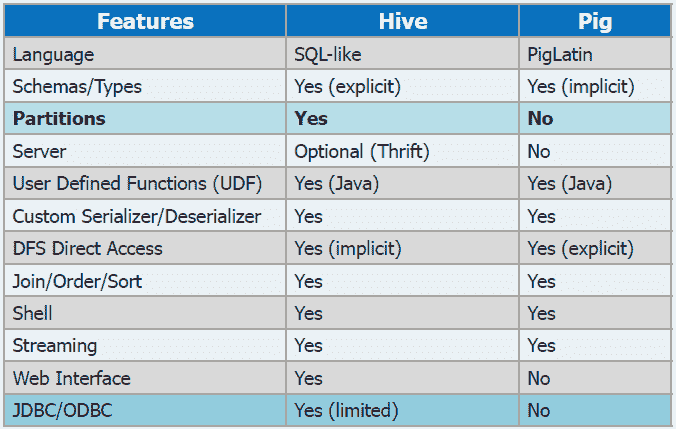 Features Hive Pig
Language SQL-like PigLatin
Schemas/Types Yes (explicit) Yes (implicit)
Partitions Yes No
Server Optional (Thrift) No
User Defined Functions (UDF) Yes (Java) Yes (Java)
Custom Serializer/Deserializer Yes Yes
DFS Direct Access Yes (implicit) Yes (explicit)
Join/Order/Sort Yes Yes
Shell Yes Yes
Streaming Yes Yes
Web Interface Yes No
JDBC/ODBC Yes (limited) No